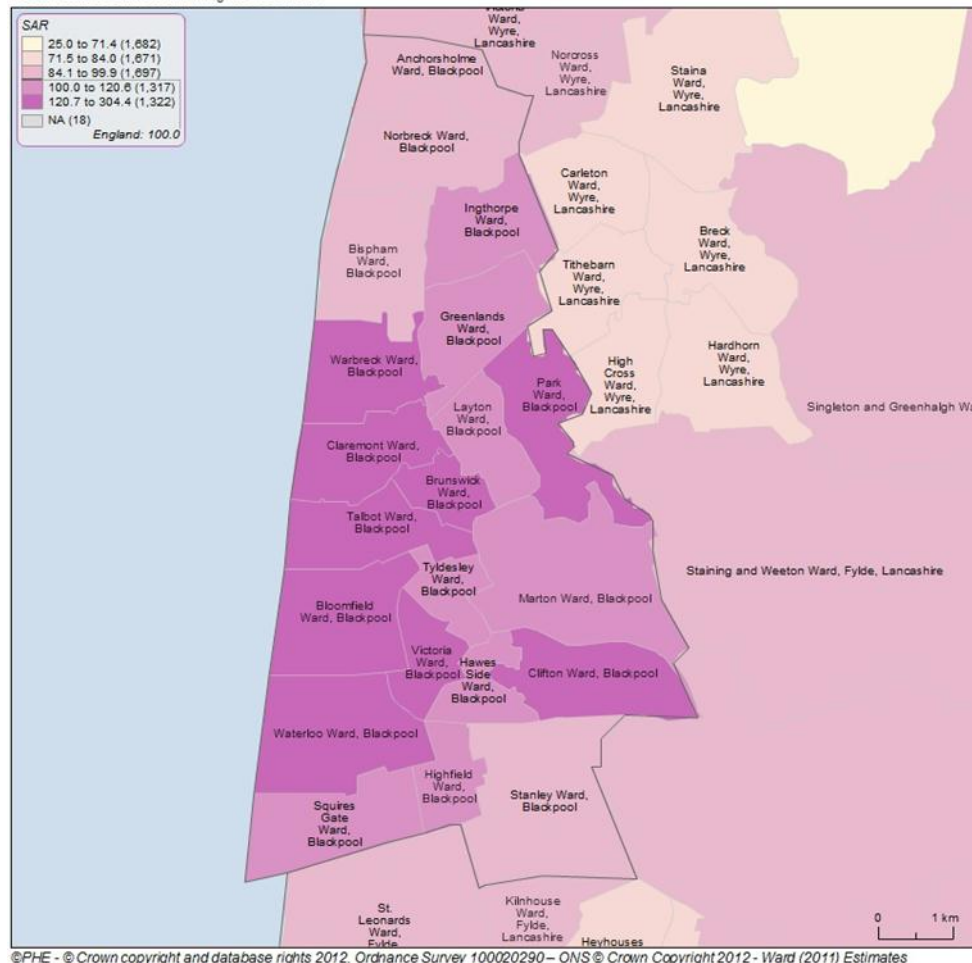 SAR
25.0 to 71.4 (1,682)
71.5 to 84.0 (1,671)
84.1 to 99.9 (1,697)
100.0 to 120.6 (1,317)
120.7 to 304.4 (1,322)
NA (18)
England: 100.0
Ward,
Wyre,
Lancashire
Anchorsholme
Ward, Blackpool
Norcross
Ward,
Wyre,
Lancashire
Staina
Ward,
Wyre,
Lancashire
Norbreck Ward,
Blackpool
Carleton
Ward,
Wyre,
Lancashire
Ingthorpe
Ward,
Blackpool
Breck
Ward,
Wyre,
Lancashire
Bispham
Ward,
Blackpool
Tithebarn
Ward,
Wyre,
Lancashire
Greenlands
Ward,
Blackpool
Hardhorn
Ward,
Wyre,
Lancashire
Warbreck Ward,
Blackpool
High
Cross
Ward,
Wyre,
Lancashire
Park
Ward,
Blackpool
Layton
Ward,
Blackpool
Singleton and Greenhalgh Wa
Claremont Ward,
Blackpool
Brunswick
Ward,
Blackpool
Talbot Ward,
Blackpool
Tyldesley
Ward,
Blackpool
Staining and Weeton Ward, Fylde, Lancashire
Marton Ward, Blackpool
Bloomfield
Ward, Blackpool
Victoria
Ward,
Blackpool
Hawes
Side
Ward,
Blackpool
Clifton Ward, Blackpool
Waterloo Ward, Blackpool
Highfield
Ward,
Blackpool
Stanley Ward,
Blackpool
Squires
Gate
Ward,
Blackpool
St.
Leonards
Ward,
Fylde,
Kilnhouse
Ward,
Fylde,
Lancashire
Heyhouses
0 1 km
©PHE - © Crown copyright and database rights 2012, Ordnance Survey 100020290 – ONS © Crown Copyright 2012 - Ward (2011) Estimates